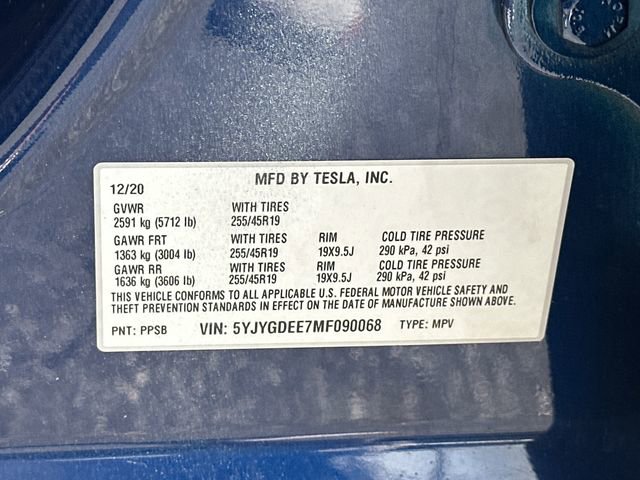 MFD BY TESLA, INC.
12/20
GVWR WITH TIRES
2591 kg (5712 lb) 255/45R19
GAWR FRT WITH TIRES RIM COLD TIRE PRESSURE
1363 kg (3004 lb) 255/45R19 19X9.5J 290 kPa, 42 psi
GAWR RR WITH TIRES RIM COLD TIRE PRESSURE
1636 kg (3606 lb) 255/45R19 19X9.5J 290 kPa, 42 psi
THIS VEHICLE CONFORMS TO ALL APPLICABLE U.S. FEDERAL MOTOR VEHICLE SAFETY AND
THEFT PREVENTION STANDARDS IN EFFECT ON THE DATE OF MANUFACTURE SHOWN ABOVE.
PNT: PPSB VIN: 5YJYGDEE7MF090068 TYPE: MPV